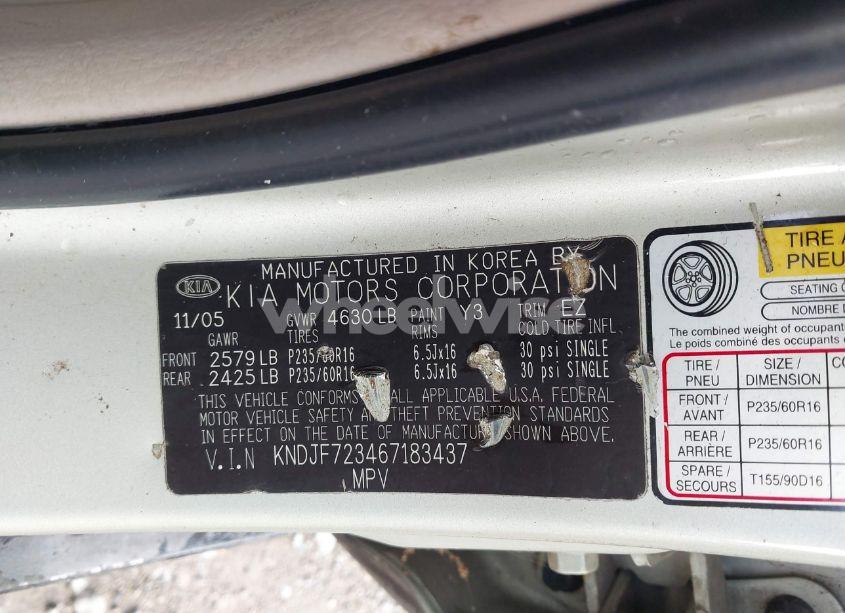 MANUFACTURED IN KOREA BY
KIA KIA MOTORS CORPORATION
11/05 GVWR 4630 LB PAINT Y3 TRIM EZ
GAWR TIRES RIMS COLD TIRE INFL.
FRONT 2579 LB P235/60R16 6.5Jx16 30 psi SINGLE
REAR 2425 LB P235/60R16 6.5Jx16 30 psi SINGLE
THIS VEHICLE CONFORMS ALL APPLICABLE U.S.A. FEDERAL
MOTOR VEHICLE SAFETY AND THEFT PREVENTION STANDARDS
IN EFFECT ON THE DATE OF MANUFACTURE SHOWN ABOVE.
V.I.N KNDJF723467183437
MPV
wheelwire
TIRE
PNEU
SEATING
NOMBRE
The combined weight of occupants
Le poids combiné des occupants
TIRE / PNEU SIZE / DIMENSION
FRONT / AVANT P235/60R16
REAR / ARRIÈRE P235/60R16
SPARE / SECOURS T155/90D16